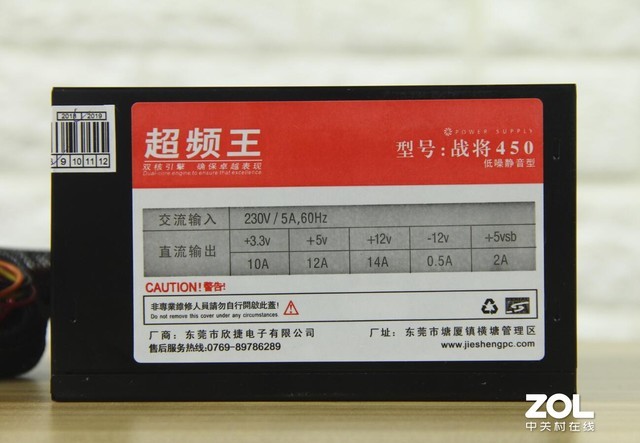 2018 2019
9 10 11 12
POWER SUPPLY
超频王
双核引擎 确保卓越表现
Dual-core engine to ensure that excellence
型号:战将450
低噪静音型
交流输入 230V / 5A,60Hz
直流输出 +3.3v +5v +12v -12v +5vsb
10A 12A 14A 0.5A 2A
CAUTION! 警告!
非專業維修人員請勿自行開啟此蓋!
Do not remove this cover under any circumstances
厂商：东莞市欣捷电子有限公司
厂址：东莞市塘厦镇横塘管理区
售后服务热线:0769-89786289
www.jieshengpc.com
ZOL
中关村在线